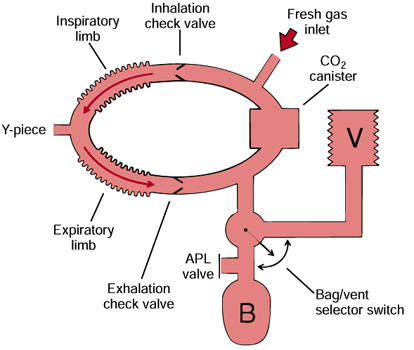 Inspiratory
limb
Inhalation
check valve
Fresh gas
inlet
CO₂
canister
Y-piece
V
Expiratory
limb
Exhalation
check valve
APL
valve
B
Bag/vent
selector switch